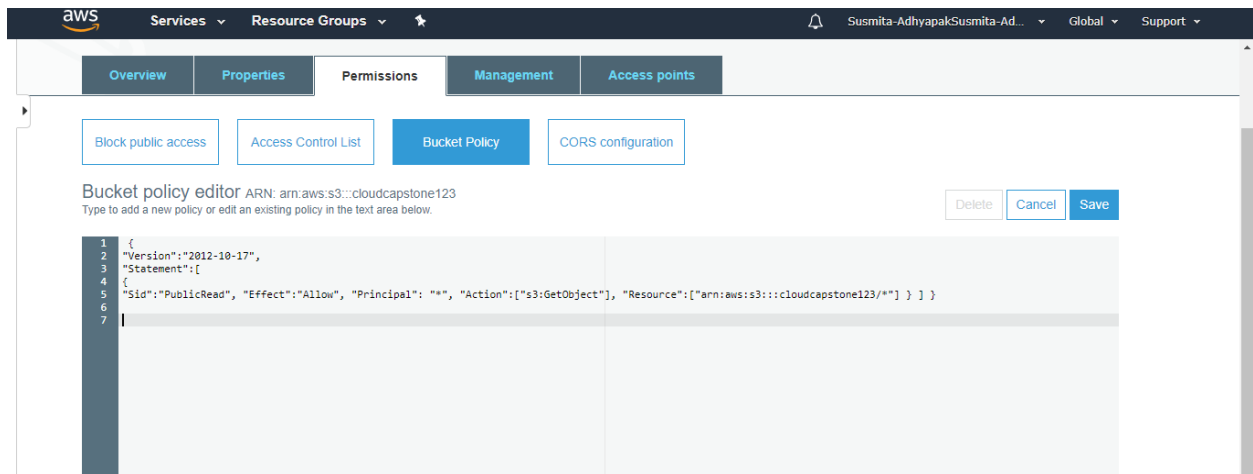 aws Services Resource Groups Susmita-AdhyapakSusmita-Ad... Global Support
Overview Properties Permissions Management Access points
Block public access Access Control List Bucket Policy CORS configuration
Bucket policy editor ARN: arn:aws:s3:::cloudcapstone123
Type to add a new policy or edit an existing policy in the text area below.
Delete Cancel Save
1 {
2 "Version":"2012-10-17",
3 "Statement":[
4 {
5 "Sid":"PublicRead", "Effect":"Allow", "Principal": "*", "Action":["s3:GetObject"], "Resource":["arn:aws:s3:::cloudcapstone123/*"] } ] }
6
7